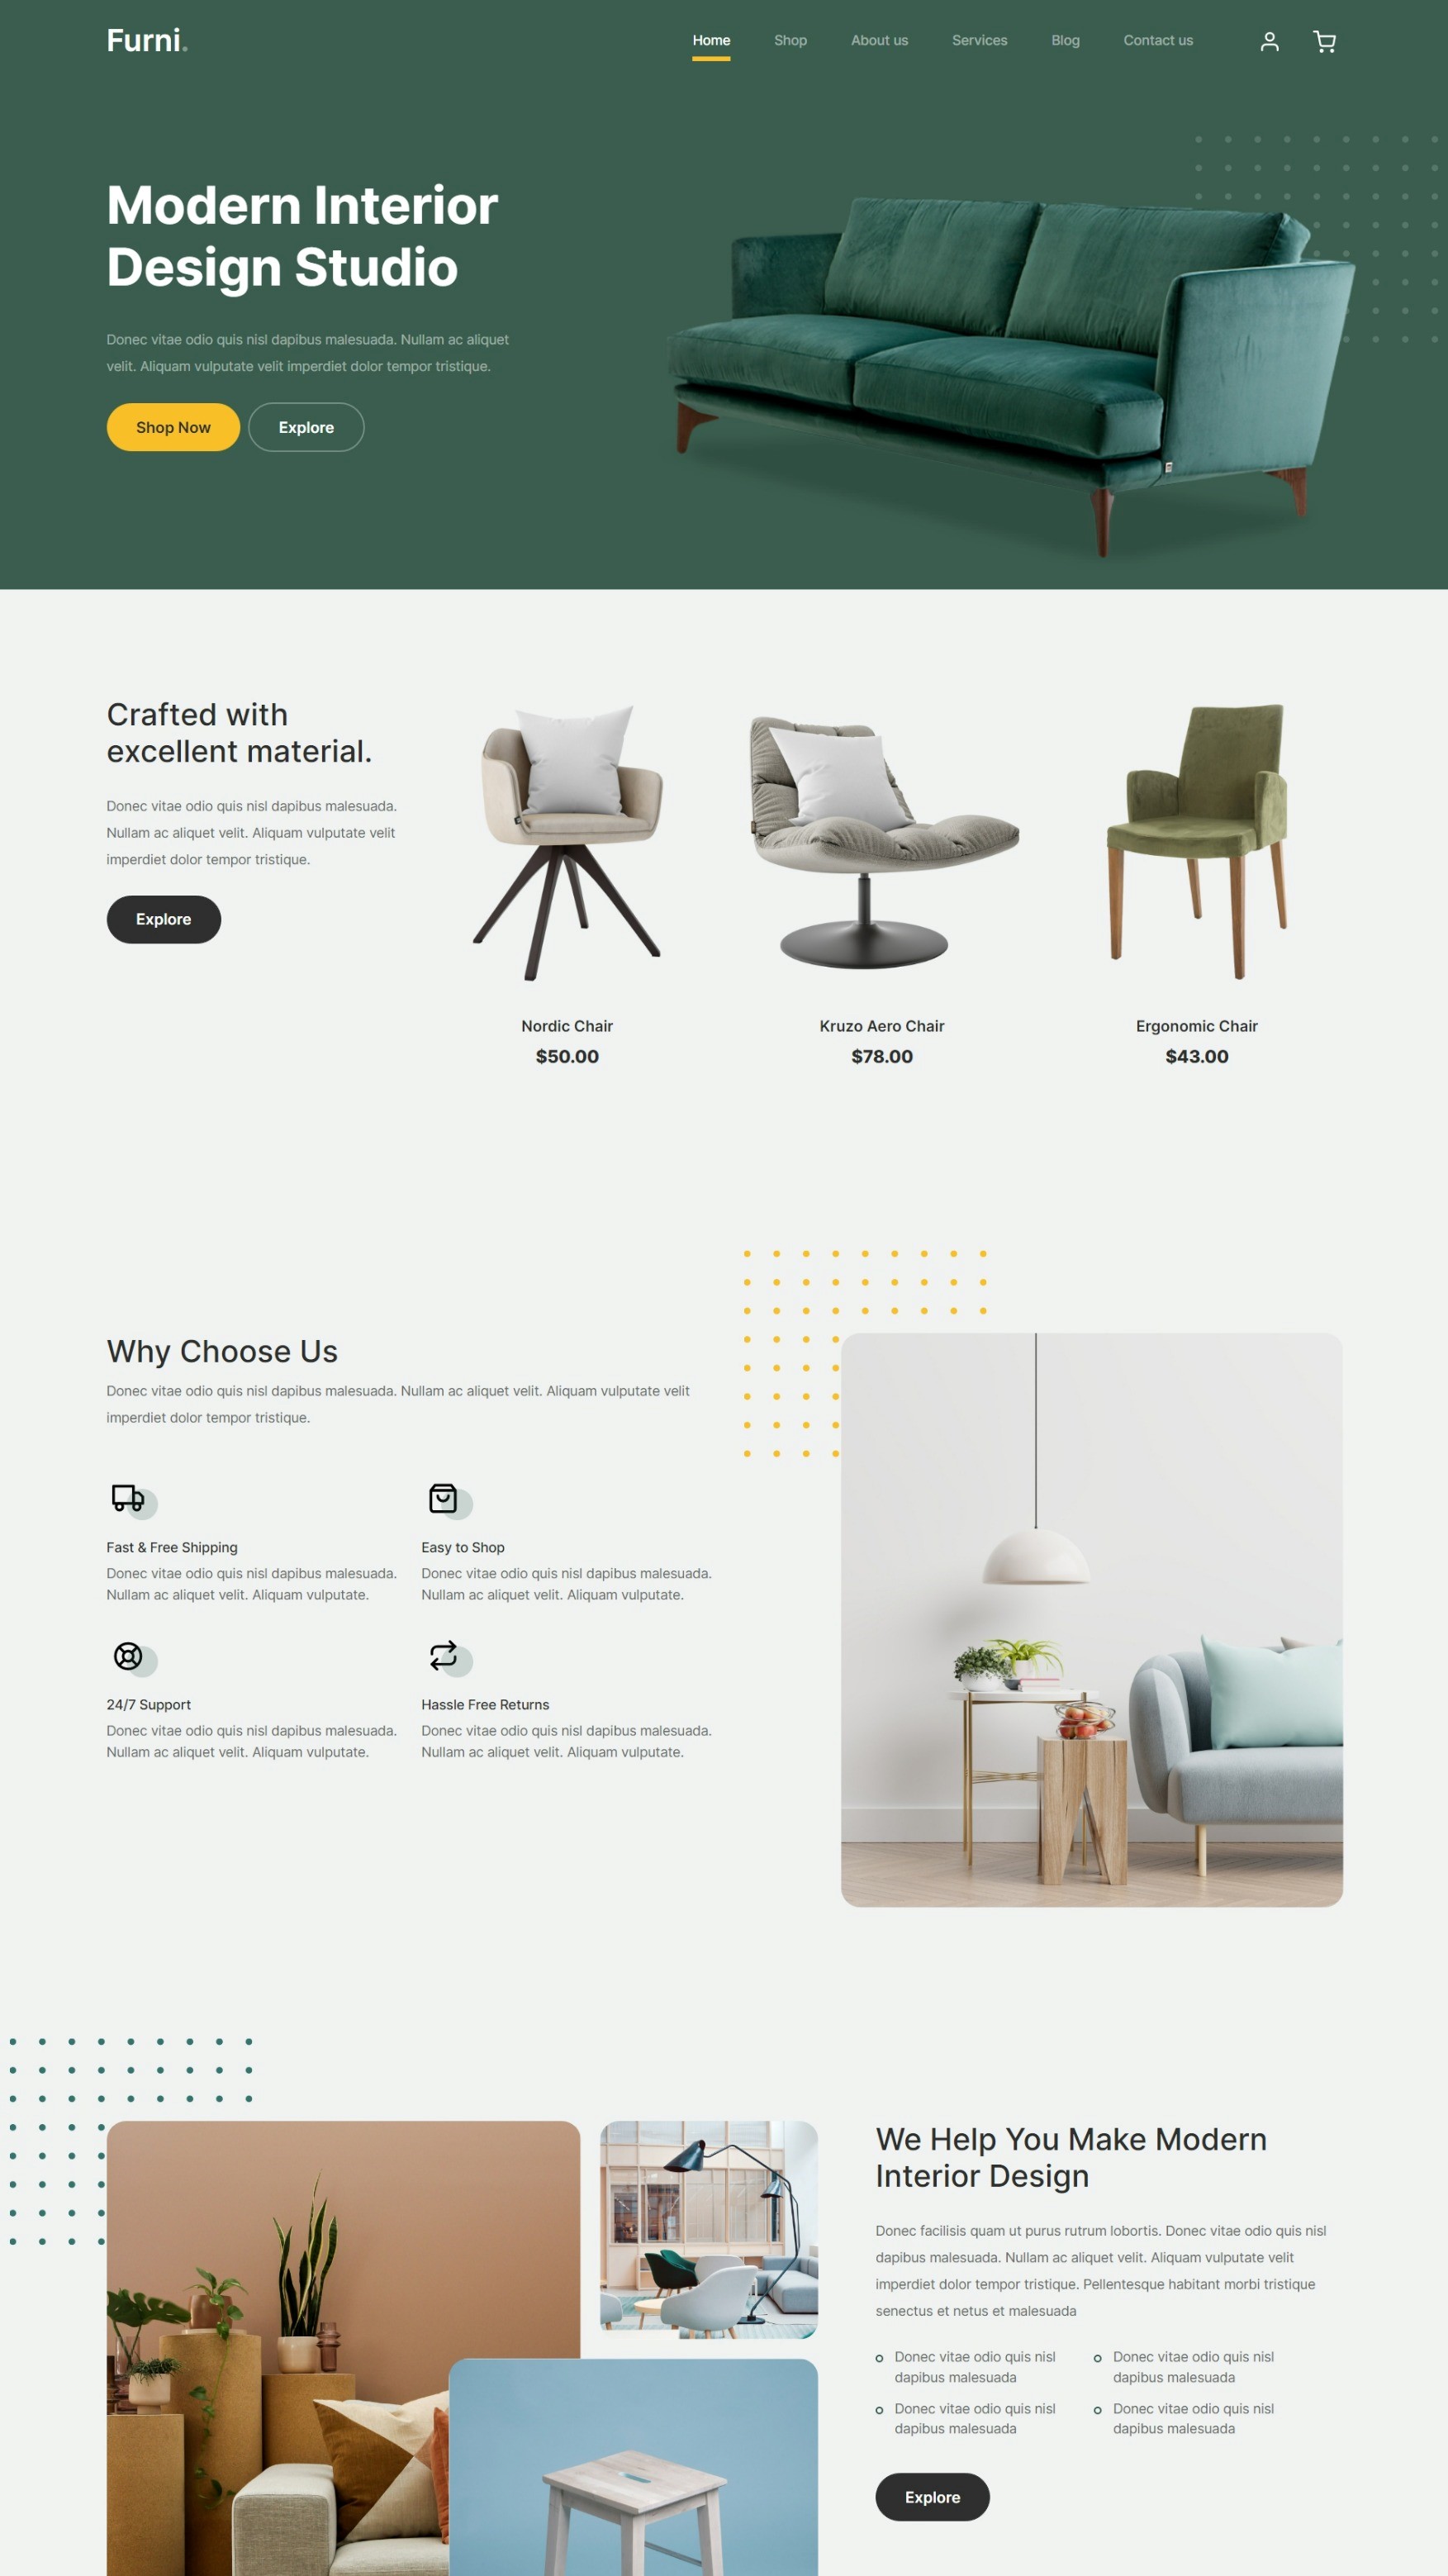 Furni.
Home
Shop
About us
Services
Blog
Contact us
Modern Interior
Design Studio
Donec vitae odio quis nisl dapibus malesuada. Nullam ac aliquet
velit. Aliquam vulputate velit imperdiet dolor tempor tristique.
Shop Now
Explore
Crafted with
excellent material.
Donec vitae odio quis nisl dapibus malesuada.
Nullam ac aliquet velit. Aliquam vulputate velit
imperdiet dolor tempor tristique.
Explore
Nordic Chair
$50.00
Kruzo Aero Chair
$78.00
Ergonomic Chair
$43.00
Why Choose Us
Donec vitae odio quis nisl dapibus malesuada. Nullam ac aliquet velit. Aliquam vulputate velit
imperdiet dolor tempor tristique.
Fast & Free Shipping
Donec vitae odio quis nisl dapibus malesuada.
Nullam ac aliquet velit. Aliquam vulputate.
Easy to Shop
Donec vitae odio quis nisl dapibus malesuada.
Nullam ac aliquet velit. Aliquam vulputate.
24/7 Support
Donec vitae odio quis nisl dapibus malesuada.
Nullam ac aliquet velit. Aliquam vulputate.
Hassle Free Returns
Donec vitae odio quis nisl dapibus malesuada.
Nullam ac aliquet velit. Aliquam vulputate.
We Help You Make Modern
Interior Design
Donec facilisis quam ut purus rutrum lobortis. Donec vitae odio quis nisl
dapibus malesuada. Nullam ac aliquet velit. Aliquam vulputate velit
imperdiet dolor tempor tristique. Pellentesque habitant morbi tristique
senectus et netus et malesuada
Donec vitae odio quis nisl
dapibus malesuada
Donec vitae odio quis nisl
dapibus malesuada
Donec vitae odio quis nisl
dapibus malesuada
Donec vitae odio quis nisl
dapibus malesuada
Explore